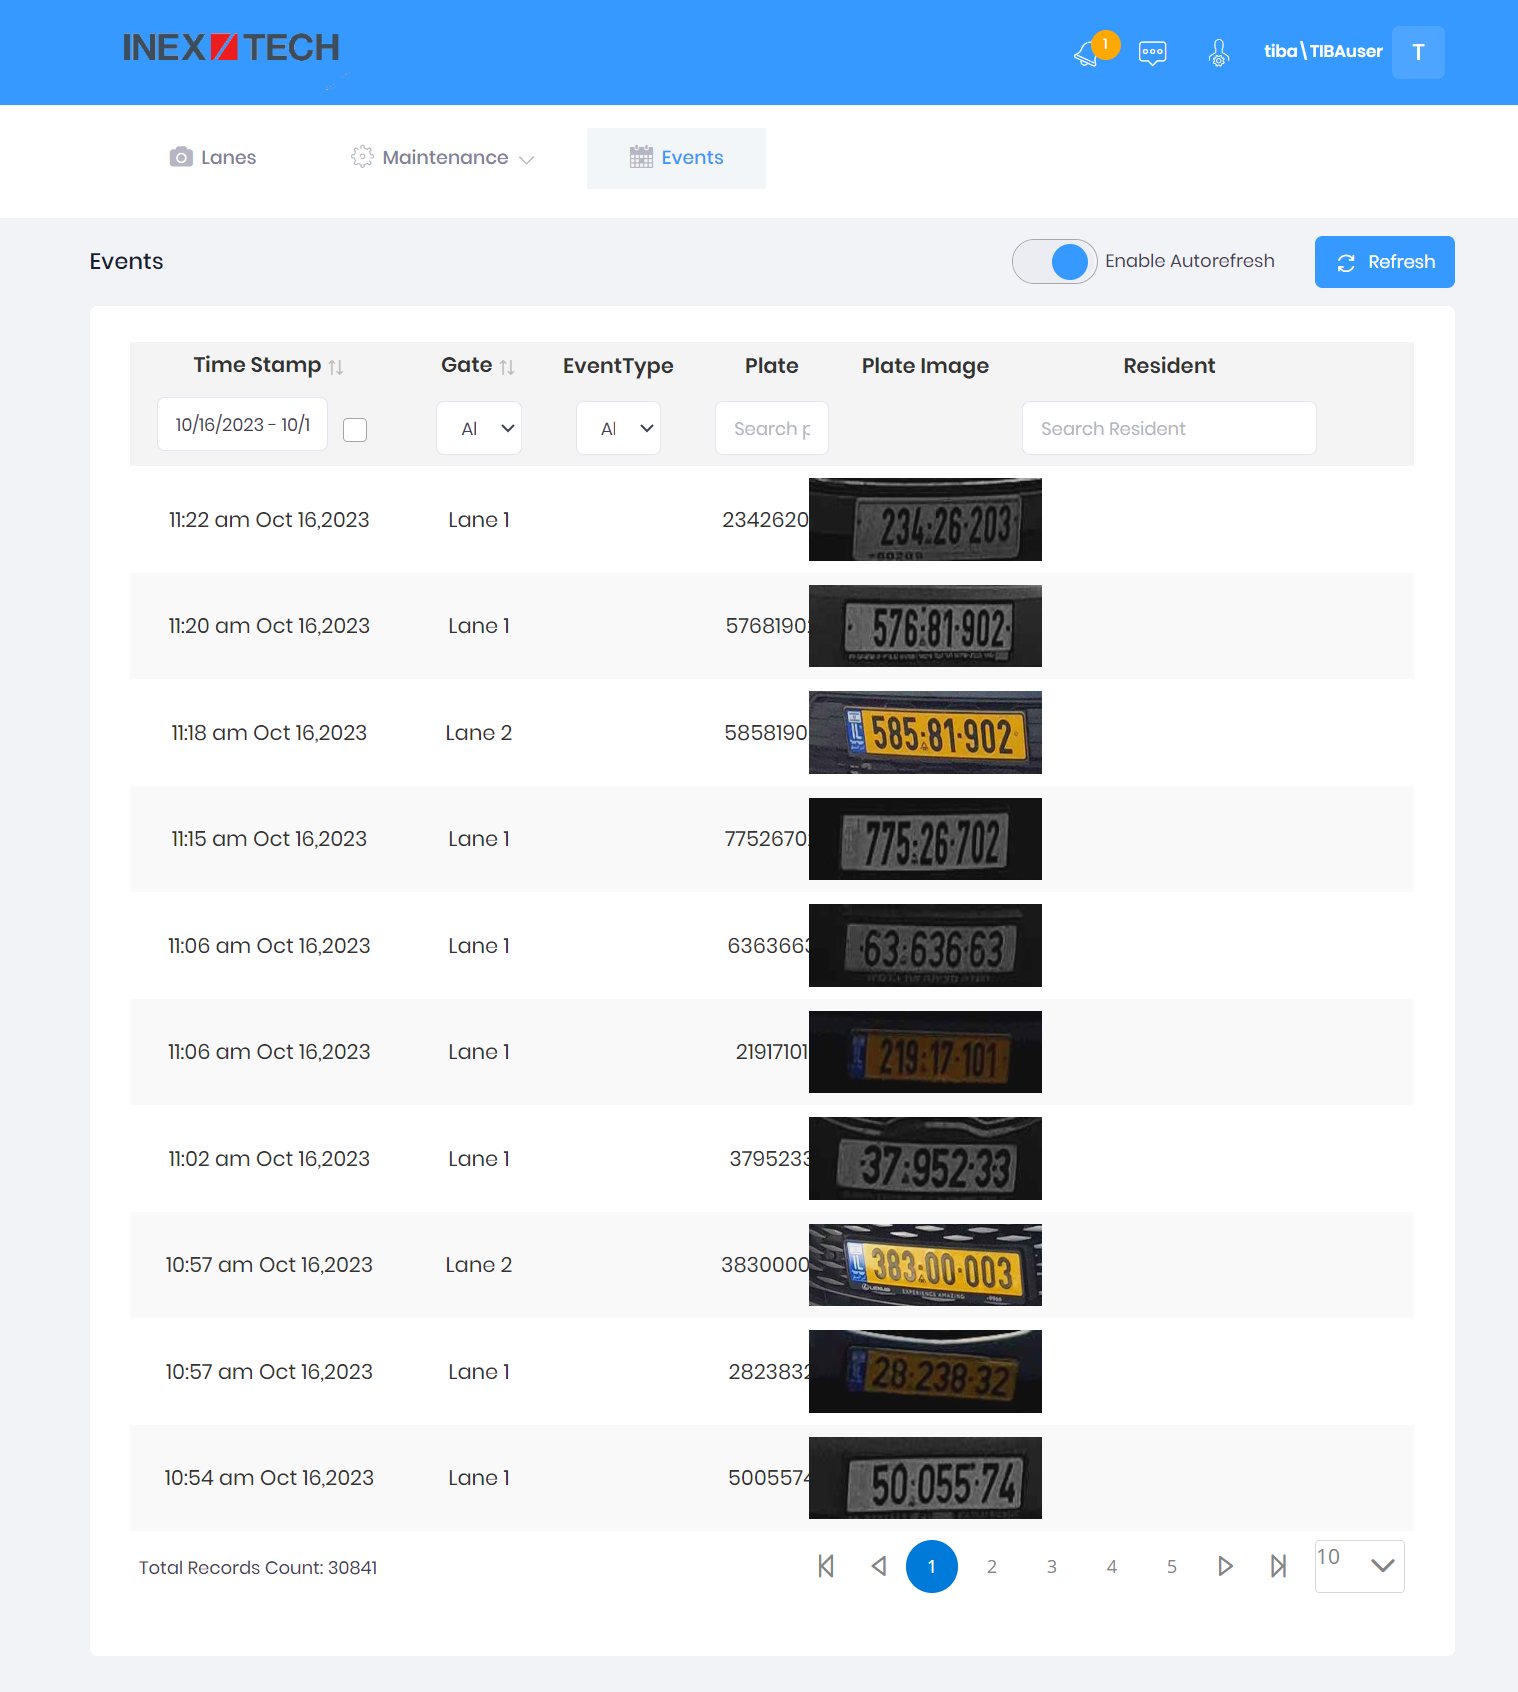 INEX TECH
1
tiba\TIBAuser
T
Lanes
Maintenance
Events
Events
Enable Autorefresh
Refresh
Time Stamp
Gate
EventType
Plate
Plate Image
Resident
10/16/2023 - 10/1
Al
Al
Search p
Search Resident
11:22 am Oct 16,2023 Lane 1 2342620 234:26·203
11:20 am Oct 16,2023 Lane 1 57681902 576:81·902
11:18 am Oct 16,2023 Lane 2 5858190 IL 585:81·902
11:15 am Oct 16,2023 Lane 1 77526702 775:26·702
11:06 am Oct 16,2023 Lane 1 6363663 63:636·63
11:06 am Oct 16,2023 Lane 1 21917101 219:17·101
11:02 am Oct 16,2023 Lane 1 3795233 37:952·33
10:57 am Oct 16,2023 Lane 2 3830000 IL 383:00·003
EXPERIENCE AMAZING
10:57 am Oct 16,2023 Lane 1 2823832 28·238·32
10:54 am Oct 16,2023 Lane 1 5005574 50:055·74
Total Records Count: 30841
1 2 3 4 5
10